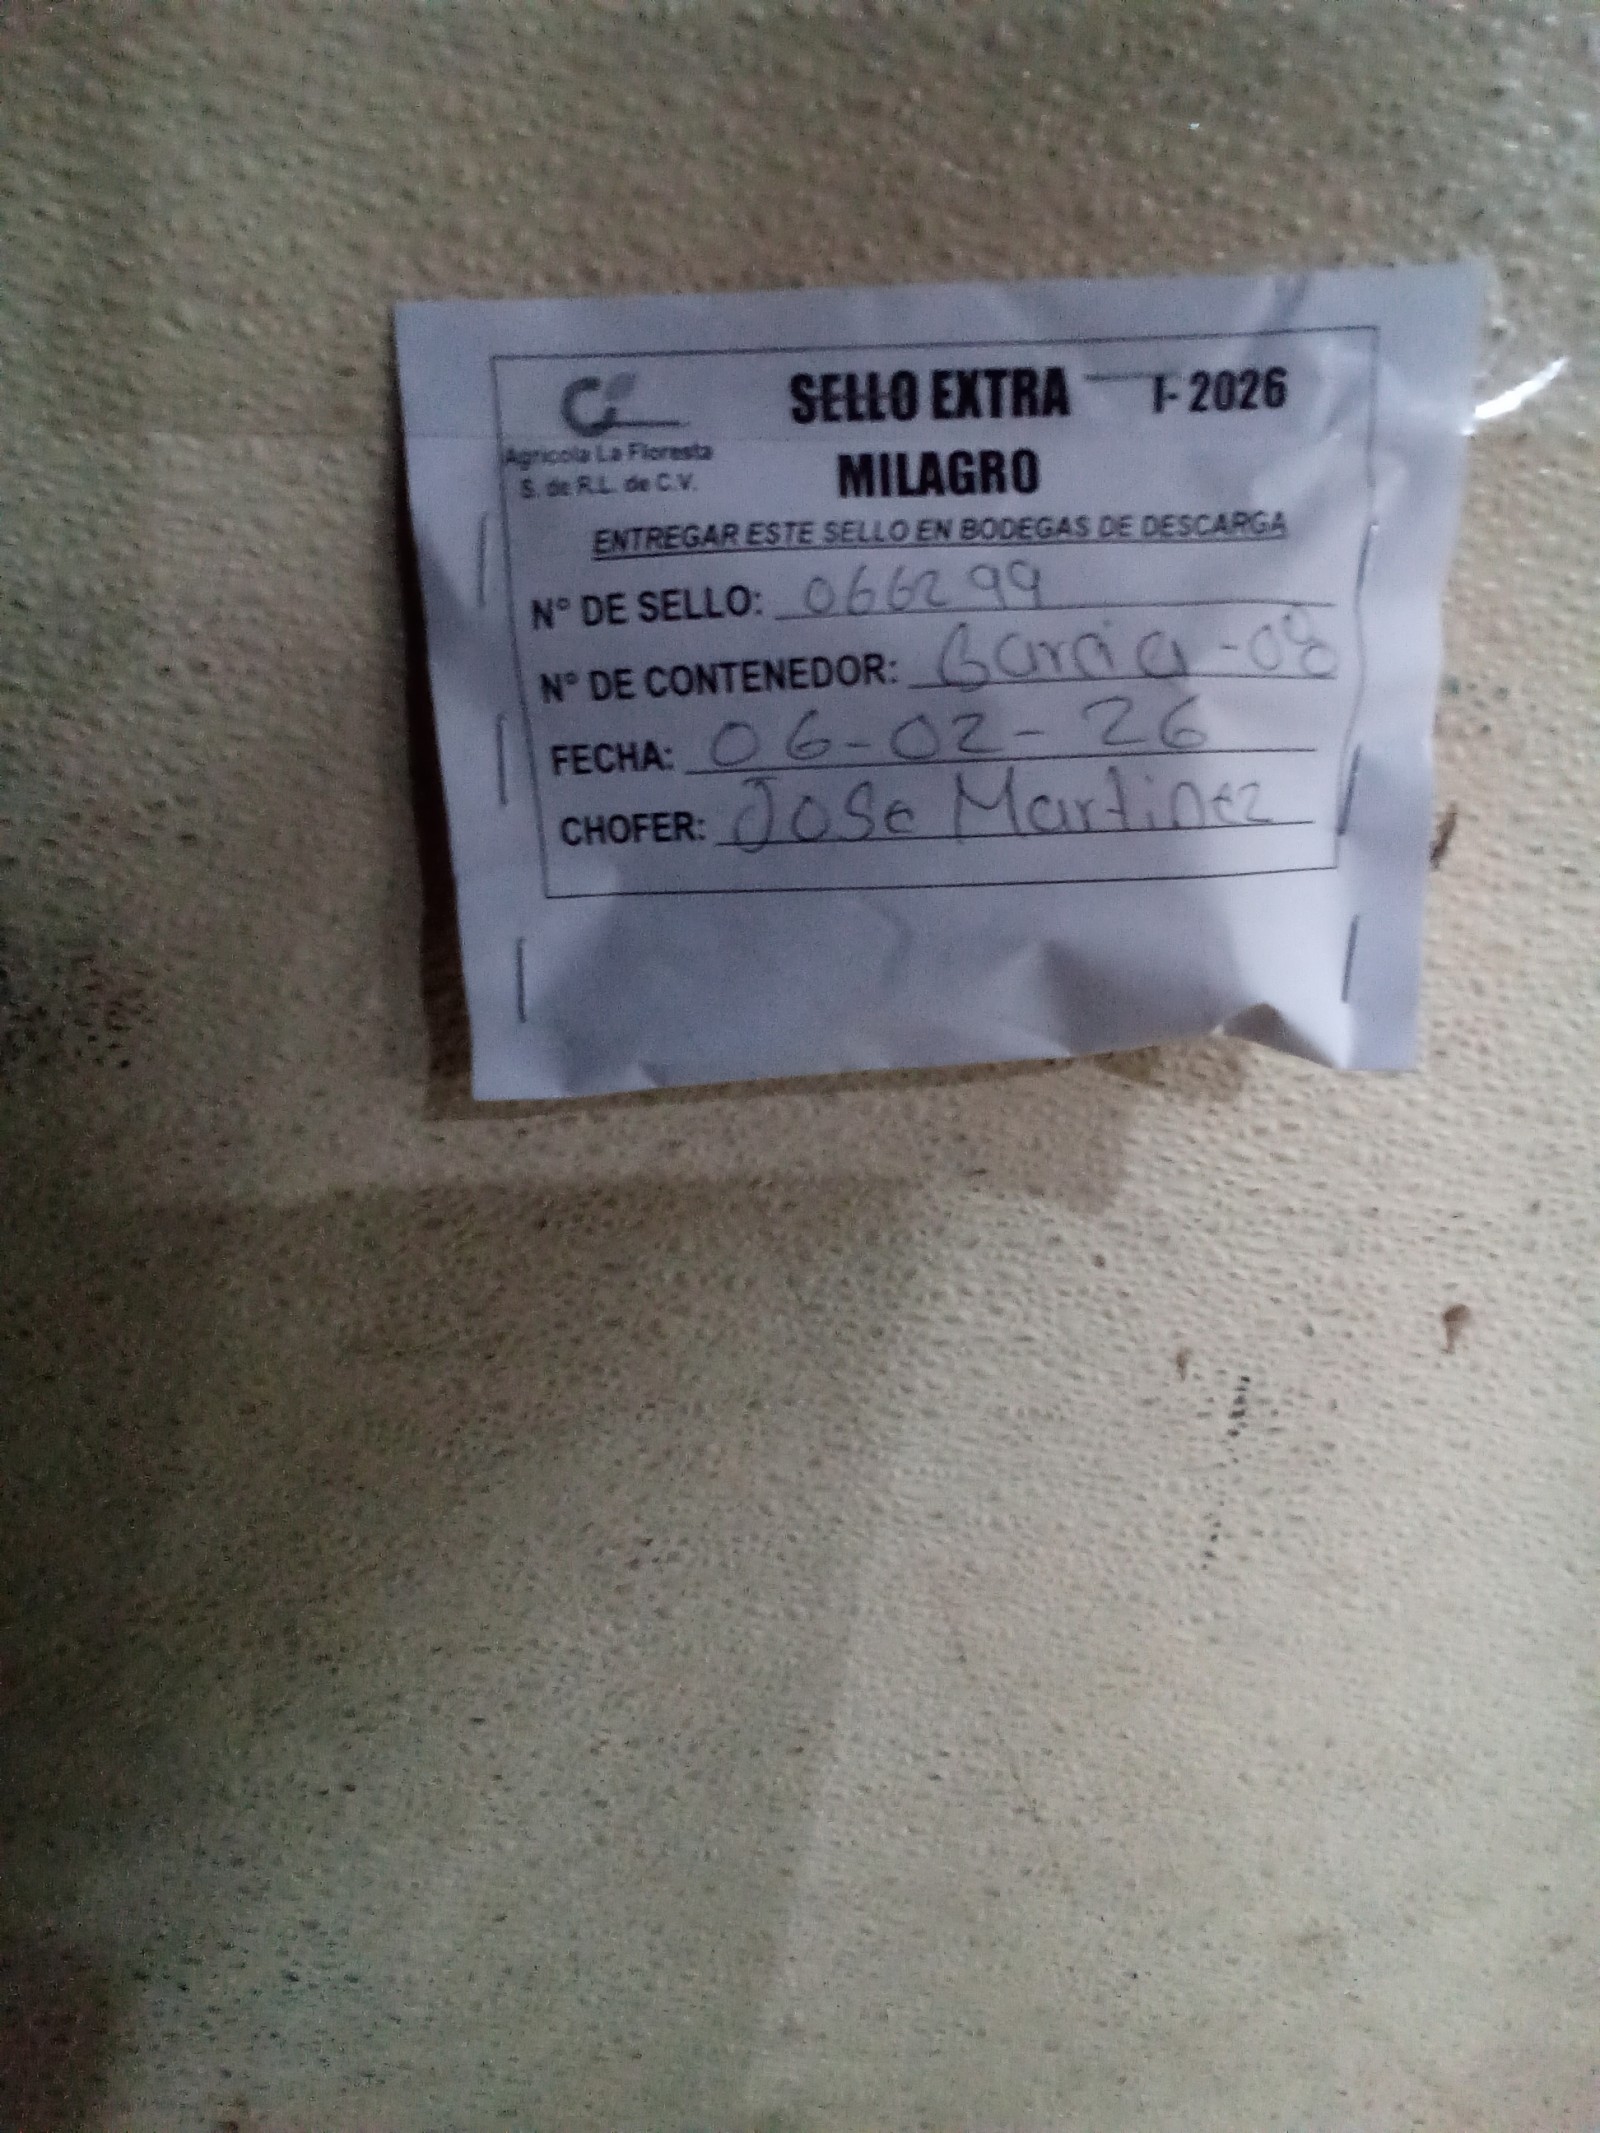 SELLO EXTRA I-2026
Agricola La Floresta
S. de R.L. de C.V.
MILAGRO
ENTREGAR ESTE SELLO EN BODEGAS DE DESCARGA
N° DE SELLO: 066299
N° DE CONTENEDOR: Garcia-08
FECHA: 06-02-26
CHOFER: Jose Martinez